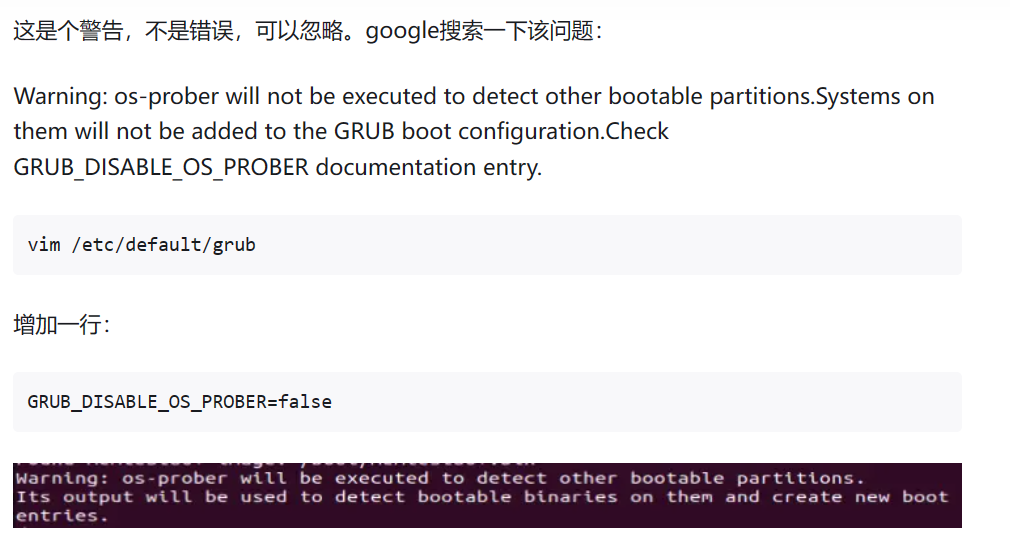 这是个警告，不是错误，可以忽略。google搜索一下该问题：
Warning: os-prober will not be executed to detect other bootable partitions.Systems on
them will not be added to the GRUB boot configuration.Check
GRUB_DISABLE_OS_PROBER documentation entry.
vim /etc/default/grub
增加一行：
GRUB_DISABLE_OS_PROBER=false
Warning: os-prober will be executed to detect other bootable partitions.
Its output will be used to detect bootable binaries on them and create new boot
entries.